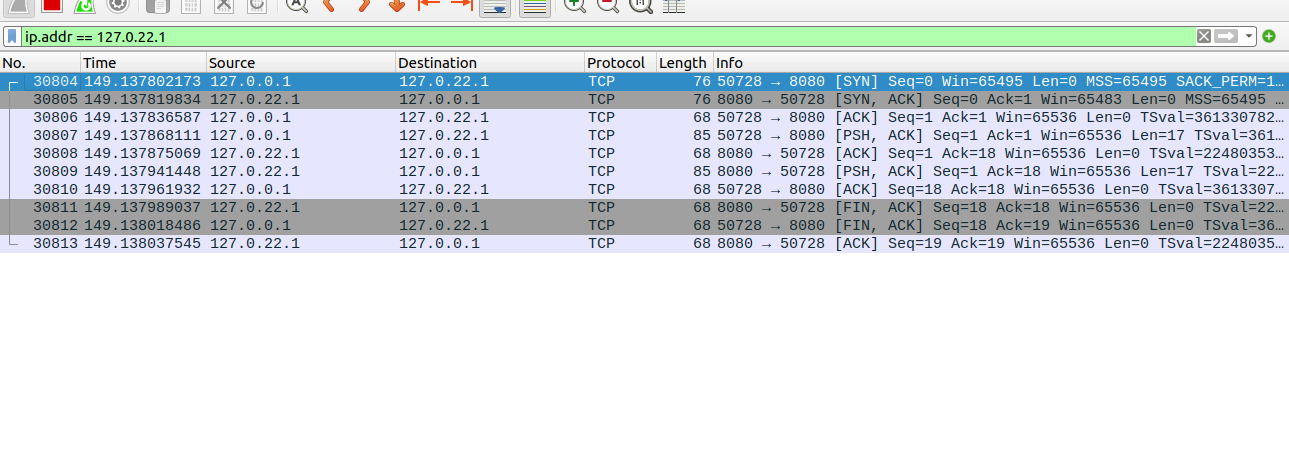 ip.addr == 127.0.22.1
No. Time Source Destination Protocol Length Info
30804 149.137802173 127.0.0.1 127.0.22.1 TCP 76 50728 → 8080 [SYN] Seq=0 Win=65495 Len=0 MSS=65495 SACK_PERM=1…
30805 149.137819834 127.0.22.1 127.0.0.1 TCP 76 8080 → 50728 [SYN, ACK] Seq=0 Ack=1 Win=65483 Len=0 MSS=65495 …
30806 149.137836587 127.0.0.1 127.0.22.1 TCP 68 50728 → 8080 [ACK] Seq=1 Ack=1 Win=65536 Len=0 TSval=361330782…
30807 149.137868111 127.0.0.1 127.0.22.1 TCP 85 50728 → 8080 [PSH, ACK] Seq=1 Ack=1 Win=65536 Len=17 TSval=361…
30808 149.137875069 127.0.22.1 127.0.0.1 TCP 68 8080 → 50728 [ACK] Seq=1 Ack=18 Win=65536 Len=0 TSval=22480353…
30809 149.137941448 127.0.22.1 127.0.0.1 TCP 85 8080 → 50728 [PSH, ACK] Seq=1 Ack=18 Win=65536 Len=17 TSval=22…
30810 149.137961932 127.0.0.1 127.0.22.1 TCP 68 50728 → 8080 [ACK] Seq=18 Ack=18 Win=65536 Len=0 TSval=3613307…
30811 149.137989037 127.0.22.1 127.0.0.1 TCP 68 8080 → 50728 [FIN, ACK] Seq=18 Ack=18 Win=65536 Len=0 TSval=22…
30812 149.138018486 127.0.0.1 127.0.22.1 TCP 68 50728 → 8080 [FIN, ACK] Seq=18 Ack=19 Win=65536 Len=0 TSval=36…
30813 149.138037545 127.0.22.1 127.0.0.1 TCP 68 8080 → 50728 [ACK] Seq=19 Ack=19 Win=65536 Len=0 TSval=2248035…